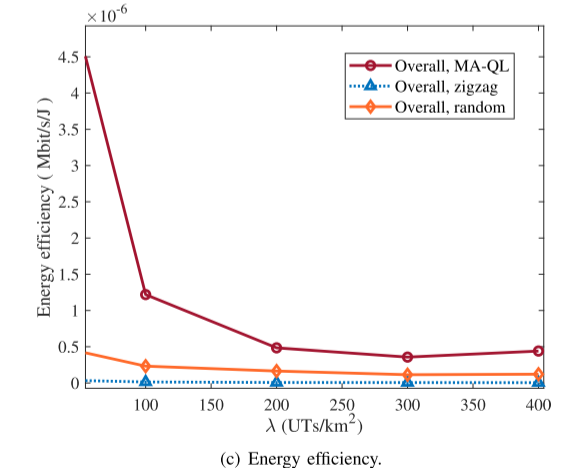 ×10^-6
4.5
4
3.5
3
2.5
2
1.5
1
0.5
0
Energy efficiency ( Mbit/s/J )
Overall, MA-QL
Overall, zigzag
Overall, random
100 150 200 250 300 350 400
λ (UTs/km^2)
(c) Energy efficiency.